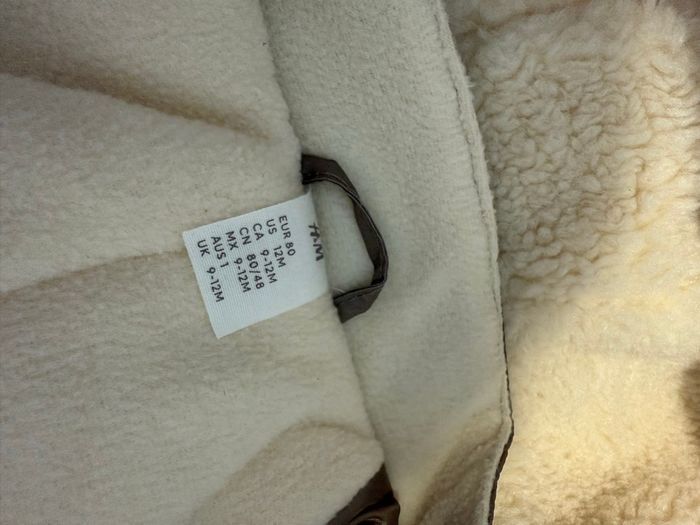 H&M
EUR 80
US 12M
CA 9-12M
CN 80/48
MX 9-12M
AUS 1
UK 9-12M